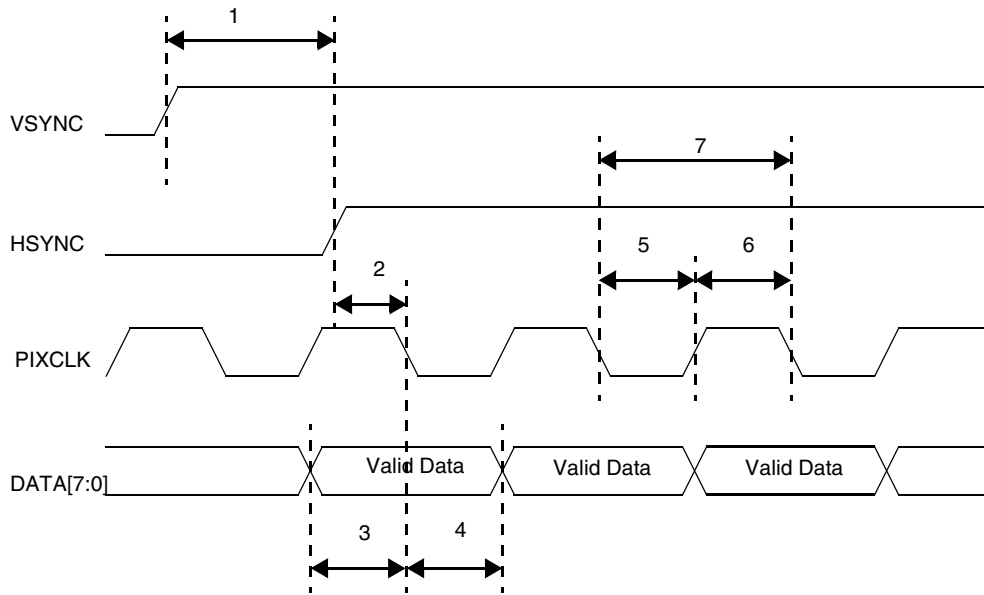 1
VSYNC
7
HSYNC
5 6
2
PIXCLK
Valid Data Valid Data Valid Data
DATA[7:0]
3 4